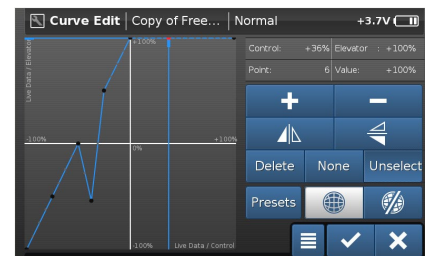 Curve Edit Copy of Free... Normal +3.7V
Control: +36% Elevator : +100%
Point: 6 Value: +100%
+100%
Live Data / Elevator
-100% +100%
0%
-100% Live Data / Control
Delete None Unselect
Presets